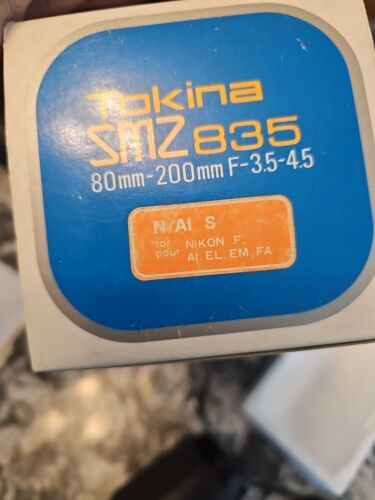 Tokina
SMZ 835
80mm-200mm F-3.5-4.5
N/AI S
for NIKON F.
pour AI. EL. EM. FA